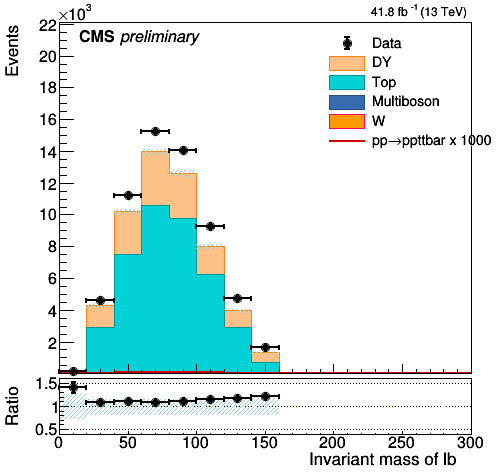 ×10³
41.8 fb⁻¹ (13 TeV)
CMS preliminary
Events
22
20
18
16
14
12
10
8
6
4
2
Data
DY
Top
Multiboson
W
pp→ppttbar x 1000
Ratio
1.5
1
0.5
0 50 100 150 200 250 300
Invariant mass of lb